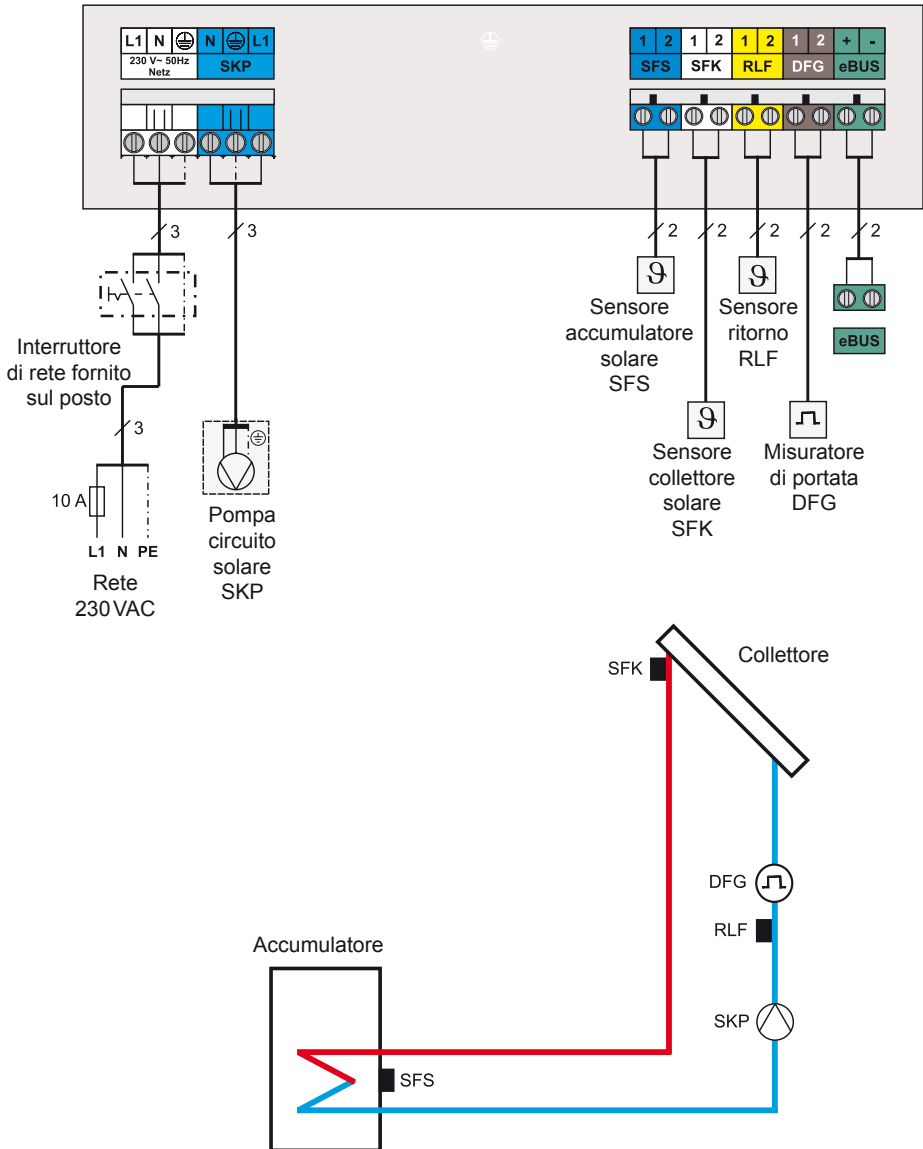 L1 N N L1
230 V~ 50Hz
Netz
SKP
1 2 1 2 1 2 1 2 + -
SFS SFK RLF DFG eBUS
3 3 2 2 2 2 2
Interruttore
di rete fornito
sul posto
3
10 A
L1 N PE
Rete
230 VAC
Pompa
circuito
solare
SKP
ϑ
Sensore
accumulatore
solare
SFS
ϑ
Sensore
ritorno
RLF
eBUS
ϑ
Sensore
collettore
solare
SFK
Misuratore
di portata
DFG
SFK
Collettore
DFG
RLF
SKP
Accumulatore
SFS